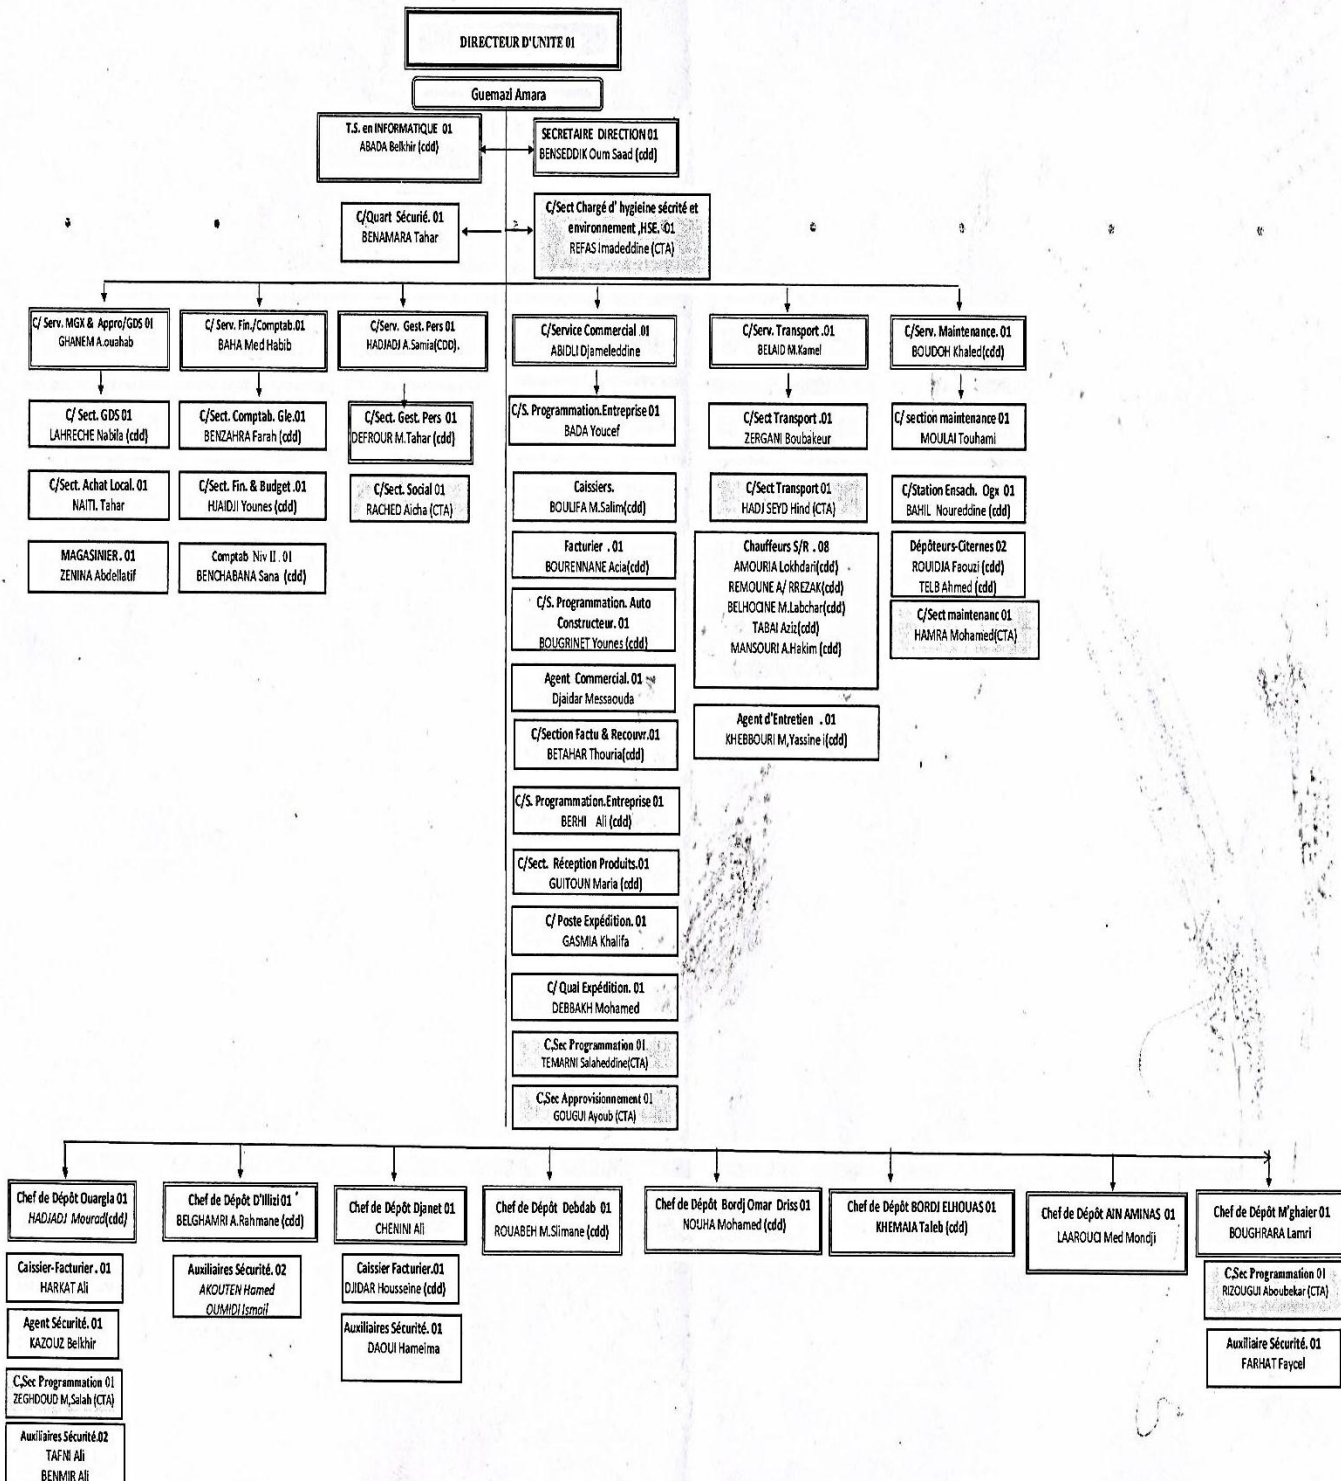 DIRECTEUR D'UNITE 01
Guemazi Amara
T.S. en INFORMATIQUE 01
ABADA Belkhir (cdd)
SECRETAIRE DIRECTION 01
BENSEDDIK Oum Saad (cdd)
C/Quart Sécurié. 01
BENAMARA Tahar
C/Sect Chargé d' hygieine sécrité et
environnement ,HSE. 01
REFAS Imadeddine (CTA)
C/ Serv. MGX & Appro/GDS 01
GHANEM A.ouahab
C/ Serv. Fin./Comptab.01
BAHA Med Habib
C/Serv. Gest. Pers 01
HADJADJ A.Samia(CDD).
C/Service Commercial .01
ABIDLI Djameleddine
C/Serv. Transport .01
BELAID M.Kamel
C/Serv. Maintenance. 01
BOUDOH Khaled(cdd)
C/ Sect. GDS 01
LAHRECHE Nabila (cdd)
C/Sect. Comptab. Gle.01
BENZAHRA Farah (cdd)
C/Sect. Gest. Pers 01
DEFROUR M.Tahar (cdd)
C/S. Programmation.Entreprise 01
BADA Youcef
C/Sect Transport .01
ZERGANI Boubakeur
C/ section maintenance 01
MOULAI Touhami
C/Sect. Achat Local. 01
NAITI. Tahar
C/Sect. Fin. & Budget .01
HJAIDJI Younes (cdd)
C/Sect. Social 01
RACHED Aicha (CTA)
Caissiers.
BOULIFA M.Salim(cdd)
C/Sect Transport 01
HADJ SEYD Hind (CTA)
C/Station Ensach. Ogx 01
BAHIL Noureddine (cdd)
MAGASINIER. 01
ZENINA Abdellatif
Comptab Niv II . 01
BENCHABANA Sana (cdd)
Facturier . 01
BOURENNANE Acia(cdd)
Chauffeurs S/R . 08
AMOURIA Lokhdari(cdd)
REMOUNE A/ RREZAK(cdd)
BELHOCINE M.Labchar(cdd)
TABAI Aziz(cdd)
MANSOURI A.Hakim (cdd)
Dépôteurs-Citernes 02
ROUIDJA Faouzi (cdd)
TELB Ahmed (cdd)
C/S. Programmation. Auto
Constructeur. 01
BOUGRINET Younes (cdd)
C/Sect maintenanc 01
HAMRA Mohamed(CTA)
Agent Commercial. 01
Djaidar Messaouda
Agent d'Entretien . 01
KHEBBOURI M,Yassine i(cdd)
C/Section Factu & Recouvr.01
BETAHAR Thouria(cdd)
C/S. Programmation.Entreprise 01
BERHI Ali (cdd)
C/Sect. Réception Produits.01
GUITOUN Maria (cdd)
C/ Poste Expédition. 01
GASMIA Khalifa
C/ Quai Expédition. 01
DEBBAKH Mohamed
C,Sec Programmation 01
TEMARNI Salaheddine(CTA)
C,Sec Approvisionnement 01
GOUGUI Ayoub (CTA)
Chef de Dépôt Ouargla 01
HADJADJ Mourad(cdd)
Chef de Dépôt D'Illizi 01
BELGHAMRI A.Rahmane (cdd)
Chef de Dépôt Djanet 01
CHENINI Ali
Chef de Dépôt Debdab 01
ROUABEH M.Slimane (cdd)
Chef de Dépôt Bordj Omar Driss 01
NOUHA Mohamed (cdd)
Chef de Dépôt BORDJ ELHOUAS 01
KHEMAIA Taleb (cdd)
Chef de Dépôt AIN AMINAS 01
LAAROUCI Med Mondji
Chef de Dépôt M'ghaier 01
BOUGHRARA Lamri
Caissier-Facturier . 01
HARKAT Ali
Auxiliaires Sécurité. 02
AKOUTEN Hamed
OUMIDI Ismail
Caissier Facturier.01
DJIDAR Housseine (cdd)
C,Sec Programmation 01
RIZOUGUI Aboubekar (CTA)
Agent Sécurité. 01
KAZOUZ Belkhir
Auxiliaires Sécurité. 01
DAOUI Hameima
Auxiliaire Sécurité. 01
FARHAT Faycel
C,Sec Programmation 01
ZEGHDOUD M,Salah (CTA)
Auxiliaires Sécurité.02
TAFNI Ali
BENMIR Ali